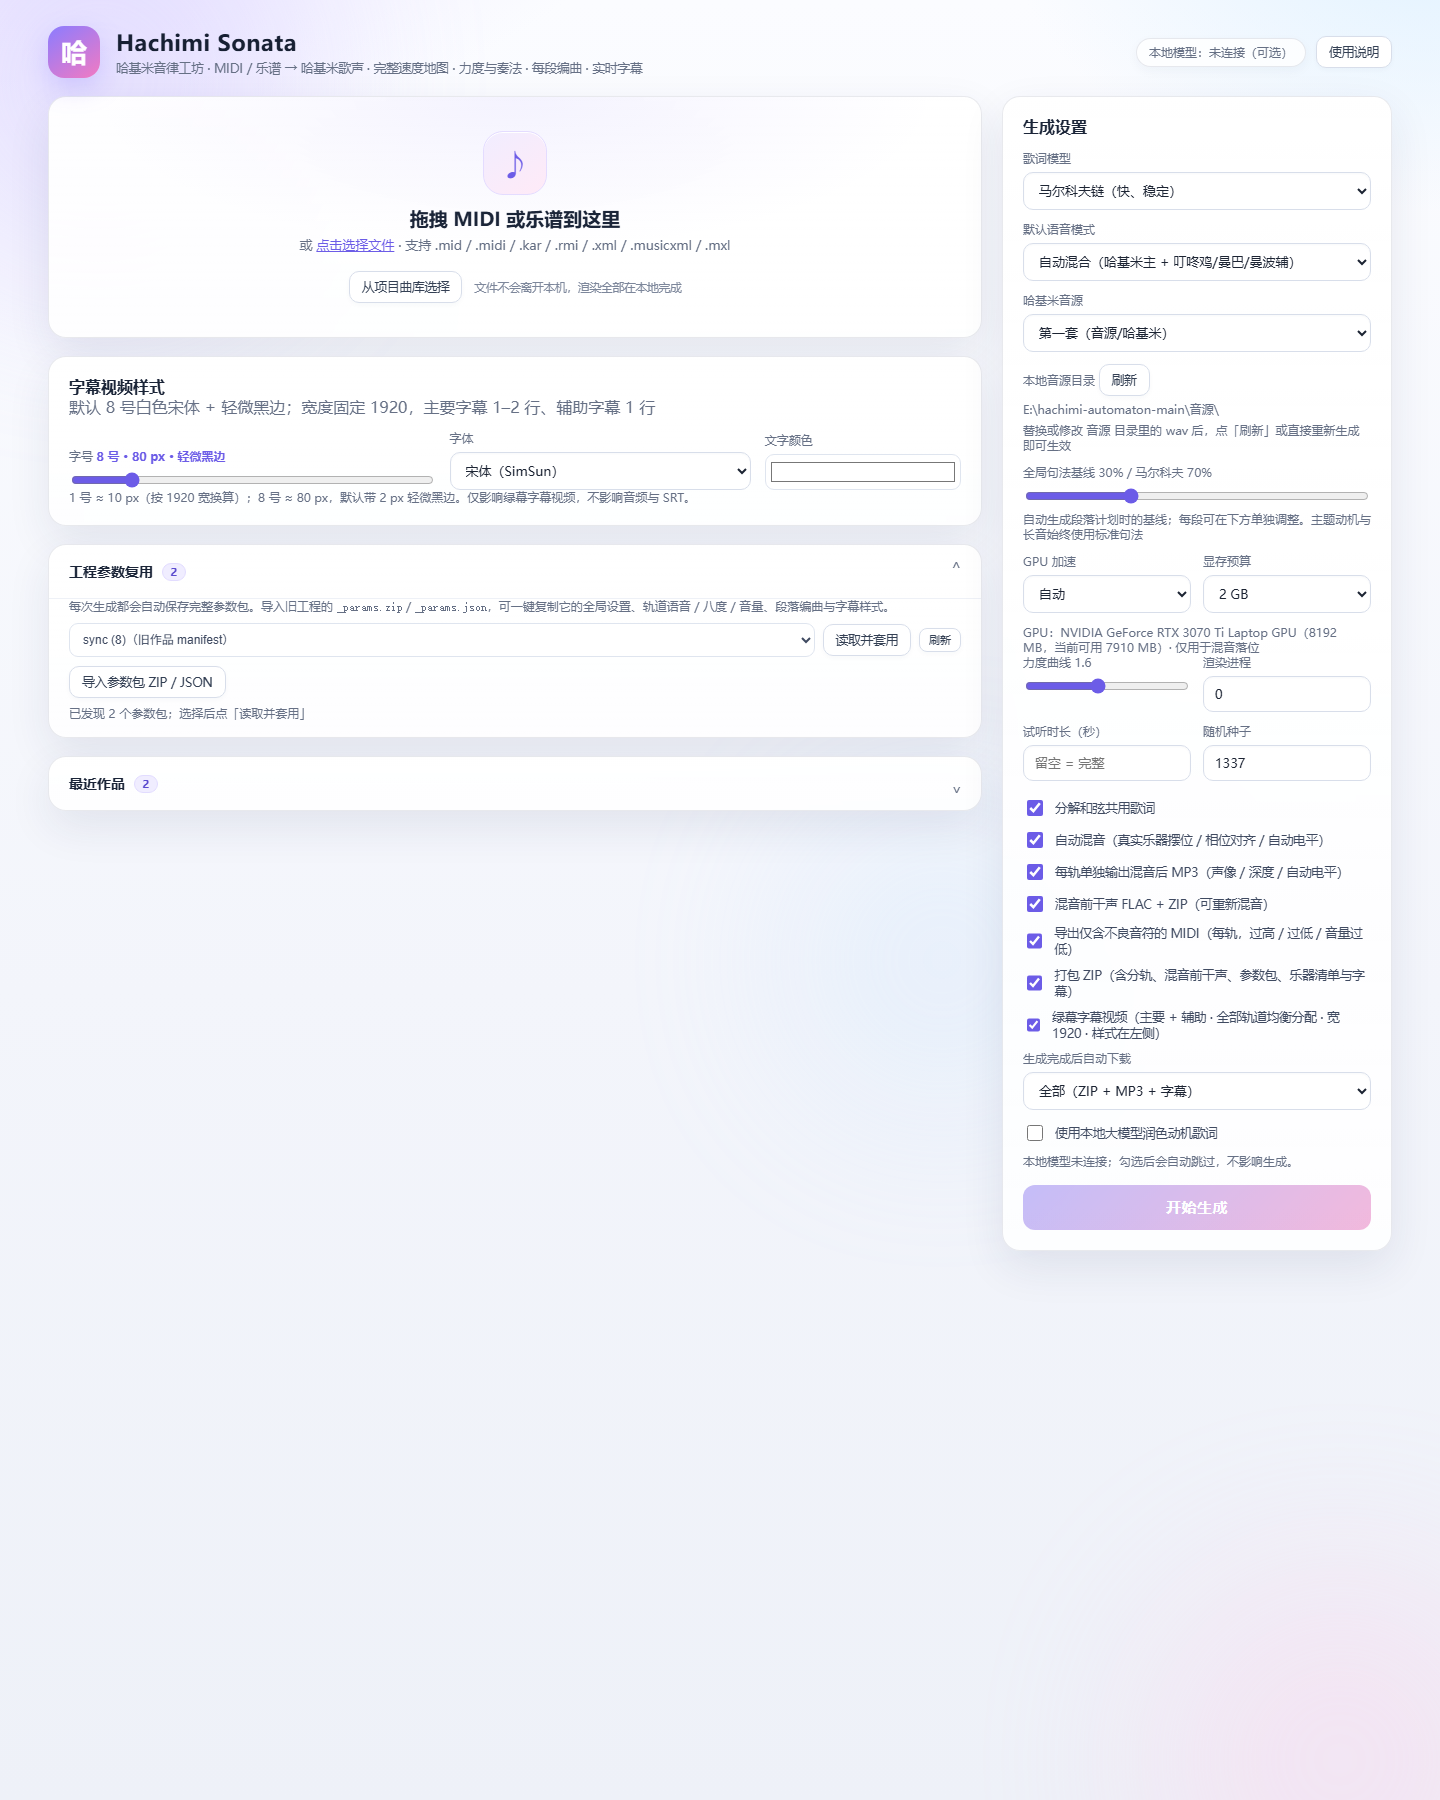 哈
Hachimi Sonata
哈基米音律工坊 · MIDI / 乐谱 → 哈基米歌声 · 完整速度地图 · 力度与奏法 · 每段编曲 · 实时字幕
本地模型：未连接（可选）
使用说明
♪
拖拽 MIDI 或乐谱到这里
或 点击选择文件 · 支持 .mid / .midi / .kar / .rmi / .xml / .musicxml / .mxl
从项目曲库选择
文件不会离开本机，渲染全部在本地完成
字幕视频样式
默认 8 号白色宋体 + 轻微黑边；宽度固定 1920，主要字幕 1–2 行、辅助字幕 1 行
字号 8 号 • 80 px • 轻微黑边
字体
宋体（SimSun）
文字颜色
1 号 ≈ 10 px（按 1920 宽换算）；8 号 ≈ 80 px，默认带 2 px 轻微黑边。仅影响绿幕字幕视频，不影响音频与 SRT。
工程参数复用 2
每次生成都会自动保存完整参数包。导入旧工程的 _params.zip / _params.json，可一键复制它的全局设置、轨道语音 / 八度 / 音量、段落编曲与字幕样式。
sync (8)（旧作品 manifest）
读取并套用
刷新
导入参数包 ZIP / JSON
已发现 2 个参数包；选择后点「读取并套用」
最近作品 2
生成设置
歌词模型
马尔科夫链（快、稳定）
默认语音模式
自动混合（哈基米主 + 叮咚鸡/曼巴/曼波辅）
哈基米音源
第一套（音源/哈基米）
本地音源目录 刷新
E:\hachimi-automaton-main\音源\
替换或修改 音源 目录里的 wav 后，点「刷新」或直接重新生成
即可生效
全局句法基线 30% / 马尔科夫 70%
自动生成段落计划时的基线；每段可在下方单独调整。主题动机与
长音始终使用标准句法
GPU 加速
自动
显存预算
2 GB
GPU：NVIDIA GeForce RTX 3070 Ti Laptop GPU（8192
MB，当前可用 7910 MB）· 仅用于混音落位
力度曲线 1.6
渲染进程
0
试听时长（秒）
留空 = 完整
随机种子
1337
分解和弦共用歌词
自动混音（真实乐器摆位 / 相位对齐 / 自动电平）
每轨单独输出混音后 MP3（声像 / 深度 / 自动电平）
混音前干声 FLAC + ZIP（可重新混音）
导出仅含不良音符的 MIDI（每轨，过高 / 过低 / 音量过
低）
打包 ZIP（含分轨、混音前干声、参数包、乐器清单与字
幕）
绿幕字幕视频（主要 + 辅助 · 全部轨道均衡分配 · 宽
1920 · 样式在左侧）
生成完成后自动下载
全部（ZIP + MP3 + 字幕）
使用本地大模型润色动机歌词
本地模型未连接；勾选后会自动跳过，不影响生成。
开始生成